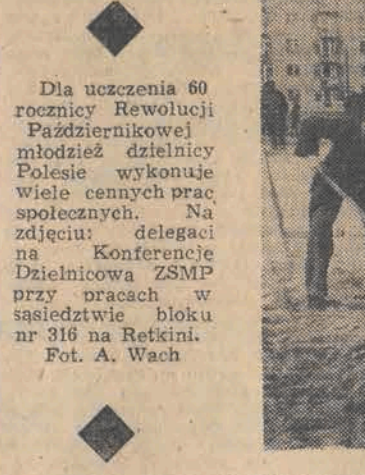 Dla uczczenia 60
rocznicy Rewolucji
Październikowej
młodzież dzielnicy
Polesie wykonuje
wiele cennych prac
społecznych. Na
zdjęciu: delegaci
na Konferencję
Dzielnicowa ZSMP
przy pracach w
sąsiedztwie bloku
nr 316 na Retkini.
Fot. A. Wach